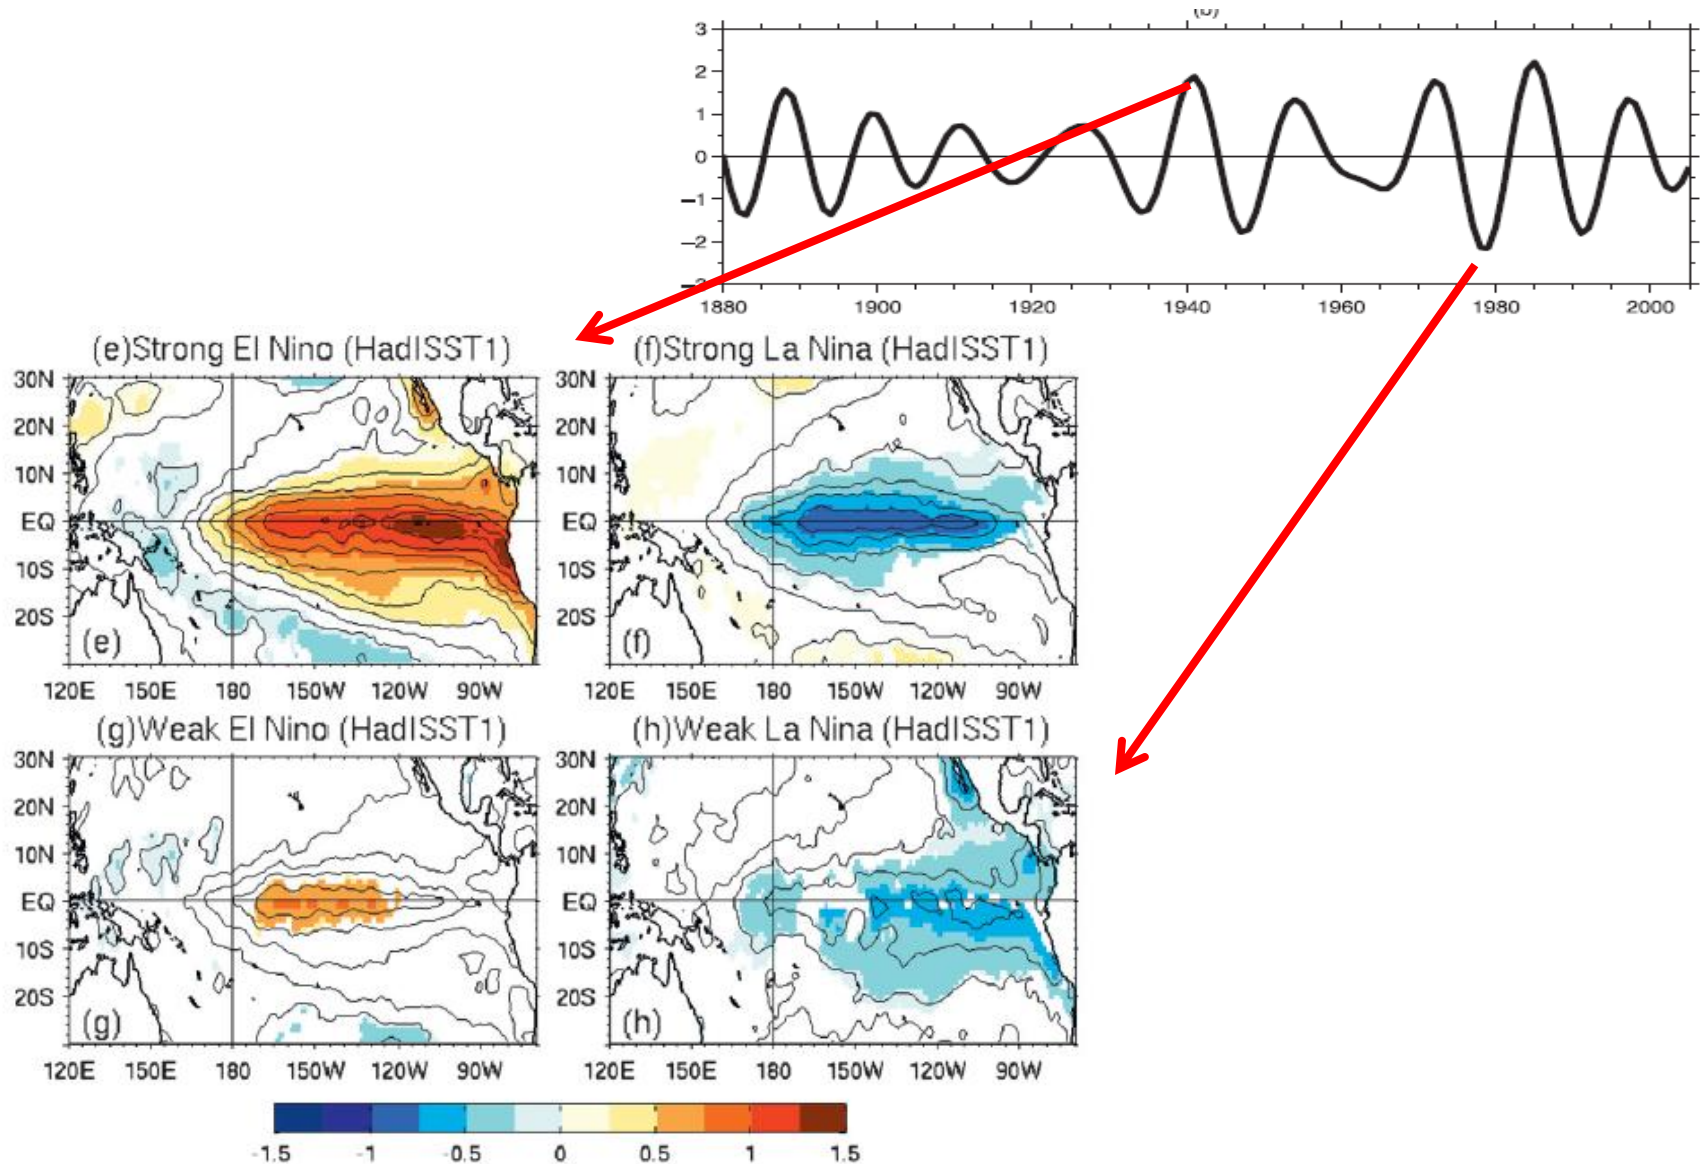 (b)
3
2
1
0
-1
-2
-3
1880 1900 1920 1940 1960 1980 2000
(e)Strong El Nino (HadISST1) (f)Strong La Nina (HadISST1)
30N 30N
20N 20N
10N 10N
EQ EQ
10S 10S
20S 20S
(e) (f)
120E 150E 180 150W 120W 90W 120E 150E 180 150W 120W 90W
(g)Weak El Nino (HadISST1) (h)Weak La Nina (HadISST1)
30N 30N
20N 20N
10N 10N
EQ EQ
10S 10S
20S 20S
(g) (h)
120E 150E 180 150W 120W 90W 120E 150E 180 150W 120W 90W
-1.5 -1 -0.5 0 0.5 1 1.5